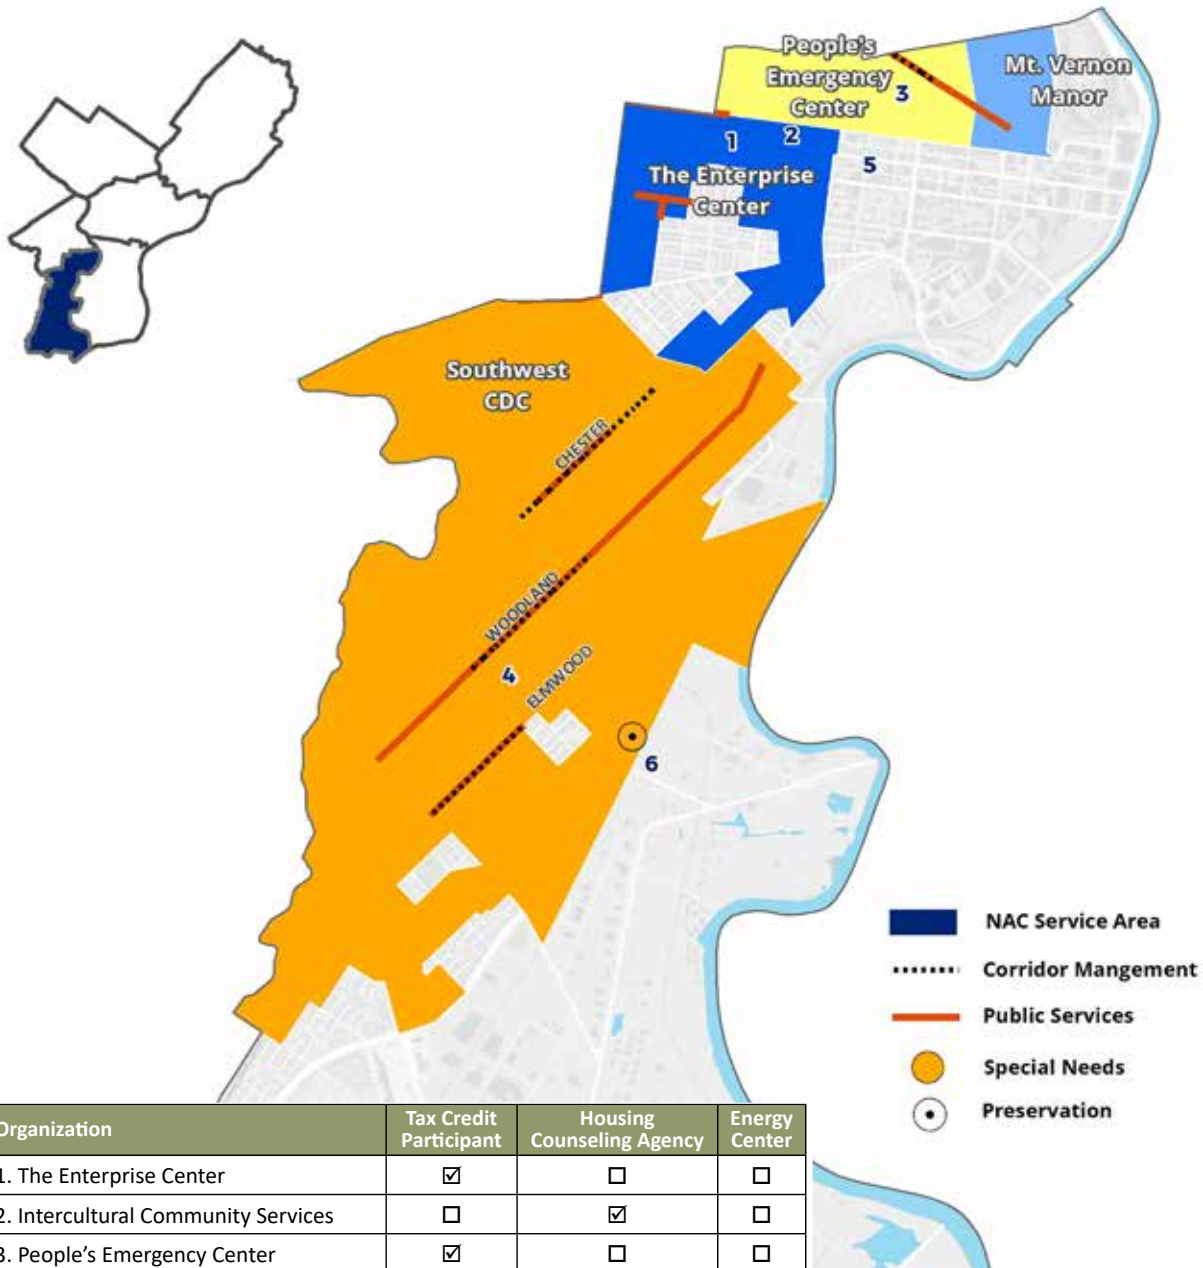 People's
Emergency
Center
3
Mt. Vernon
Manor
1
2
5
The Enterprise
Center
Southwest
CDC
CHESTER
WOODLAND
4
ELMWOOD
6
NAC Service Area
Corridor Mangement
Public Services
Special Needs
Preservation
Organization
Tax Credit
Participant
Housing
Counseling Agency
Energy
Center
1. The Enterprise Center ☑ ☐ ☐
2. Intercultural Community Services ☐ ☑ ☐
3. People's Emergency Center ☑ ☐ ☐